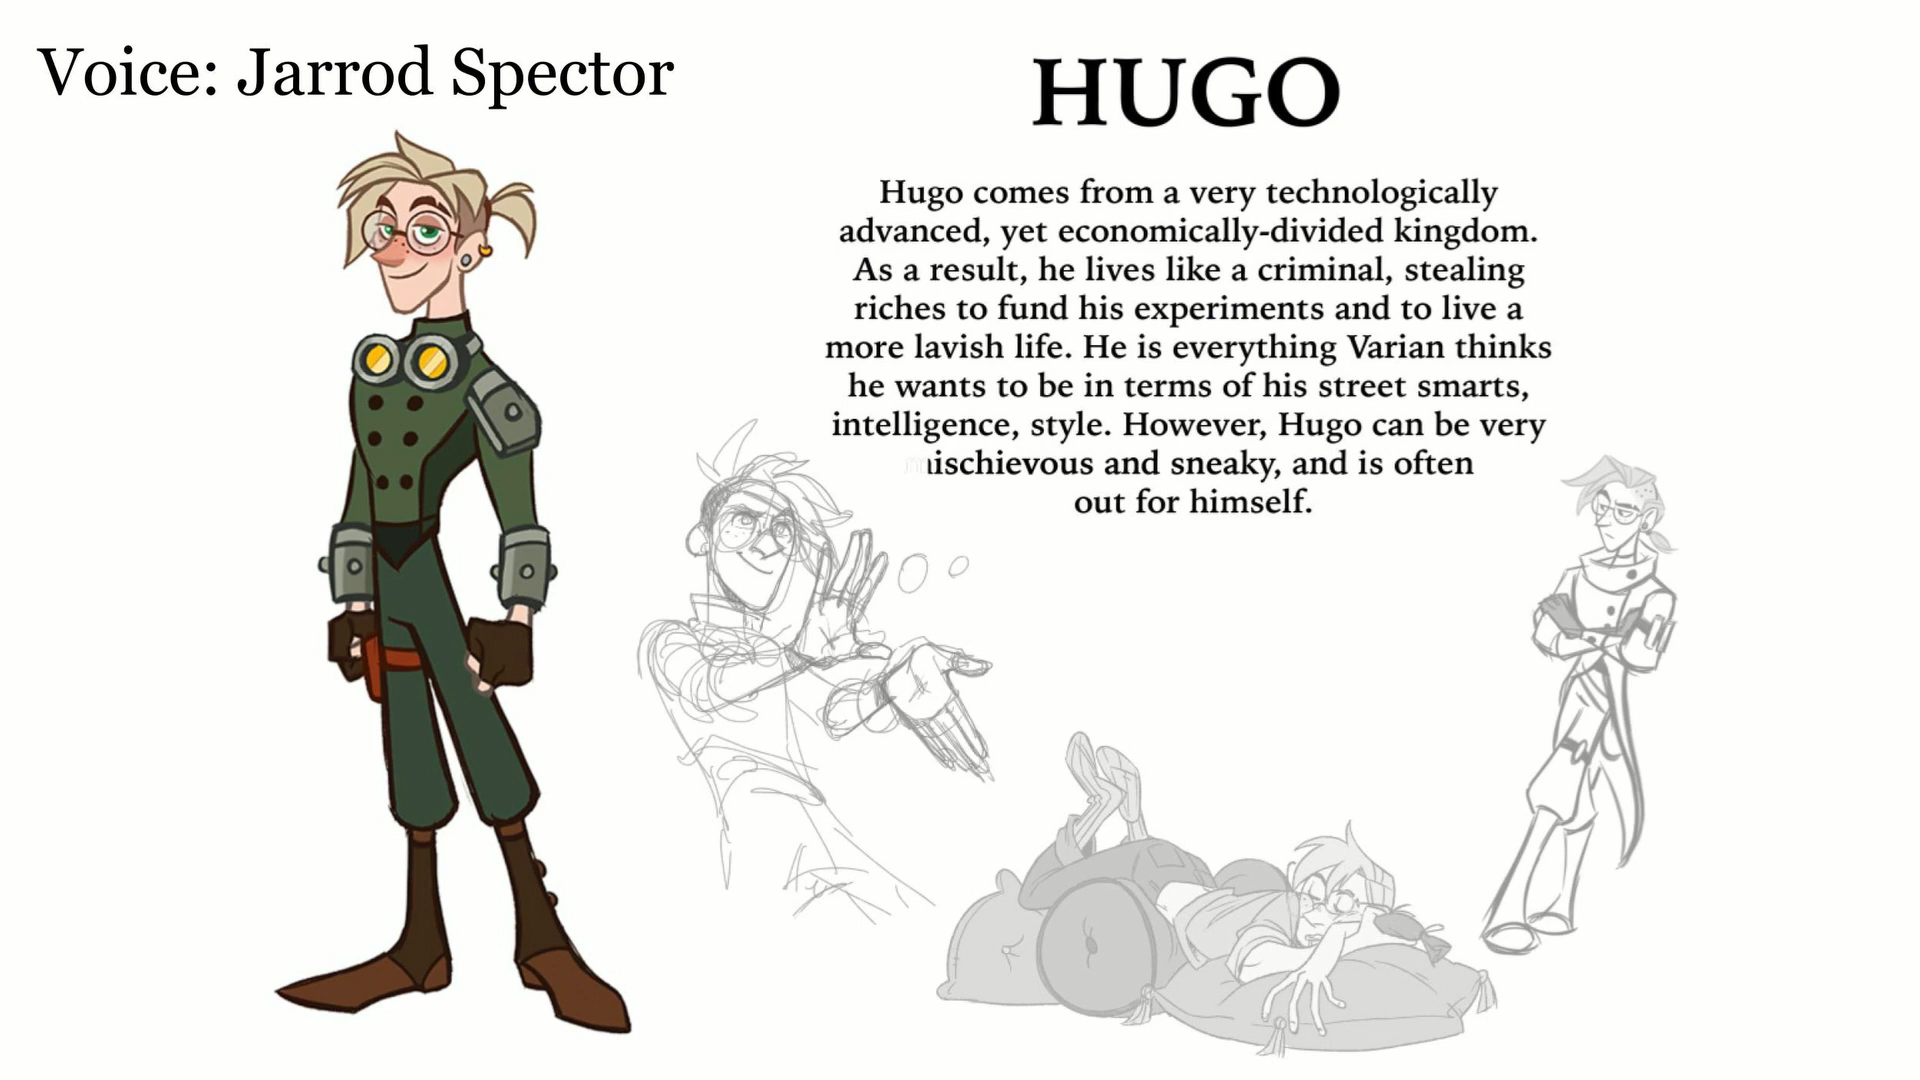 Voice: Jarrod Spector
HUGO
Hugo comes from a very technologically
advanced, yet economically-divided kingdom.
As a result, he lives like a criminal, stealing
riches to fund his experiments and to live a
more lavish life. He is everything Varian thinks
he wants to be in terms of his street smarts,
intelligence, style. However, Hugo can be very
mischievous and sneaky, and is often
out for himself.